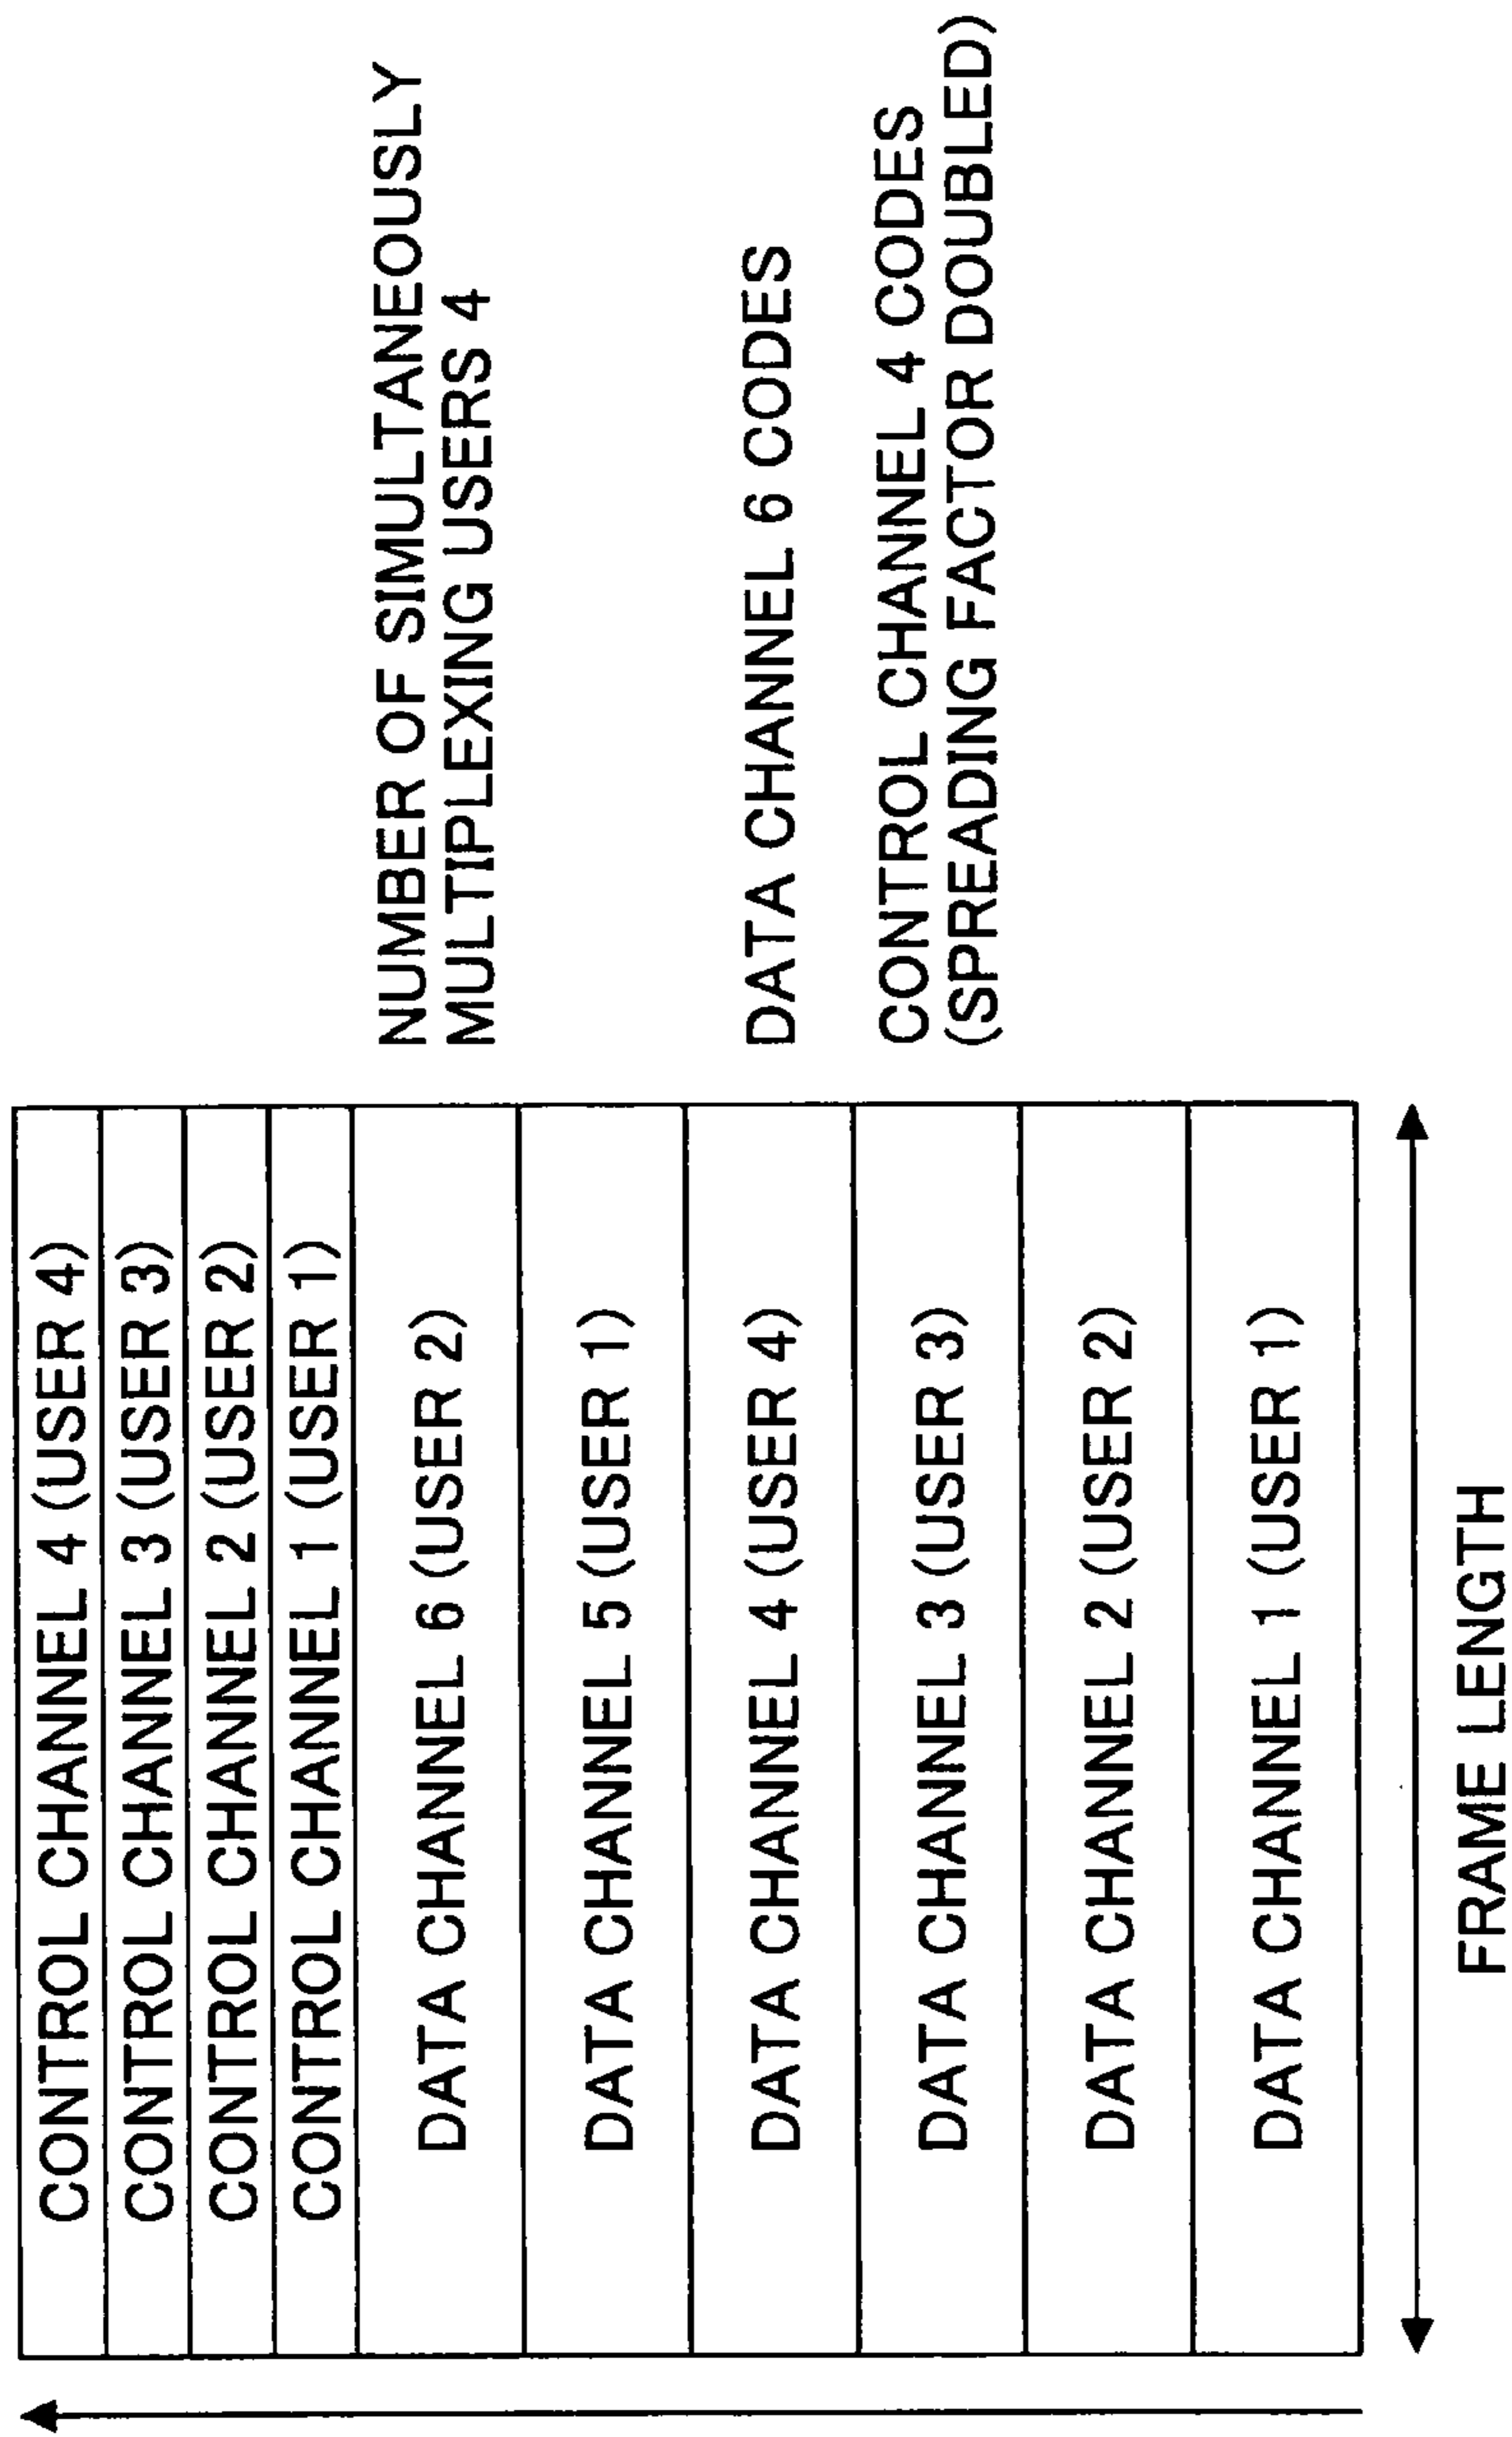 CONTROL CHANNEL 4 (USER 4)
CONTROL CHANNEL 3 (USER 3)
CONTROL CHANNEL 2 (USER 2)
CONTROL CHANNEL 1 (USER 1)
DATA CHANNEL 6 (USER 2)
DATA CHANNEL 5 (USER 1)
DATA CHANNEL 4 (USER 4)
DATA CHANNEL 3 (USER 3)
DATA CHANNEL 2 (USER 2)
DATA CHANNEL 1 (USER 1)
FRAME LENGTH
NUMBER OF SIMULTANEOUSLY
MULTIPLEXING USERS 4
DATA CHANNEL 6 CODES
CONTROL CHANNEL 4 CODES
(SPREADING FACTOR DOUBLED)